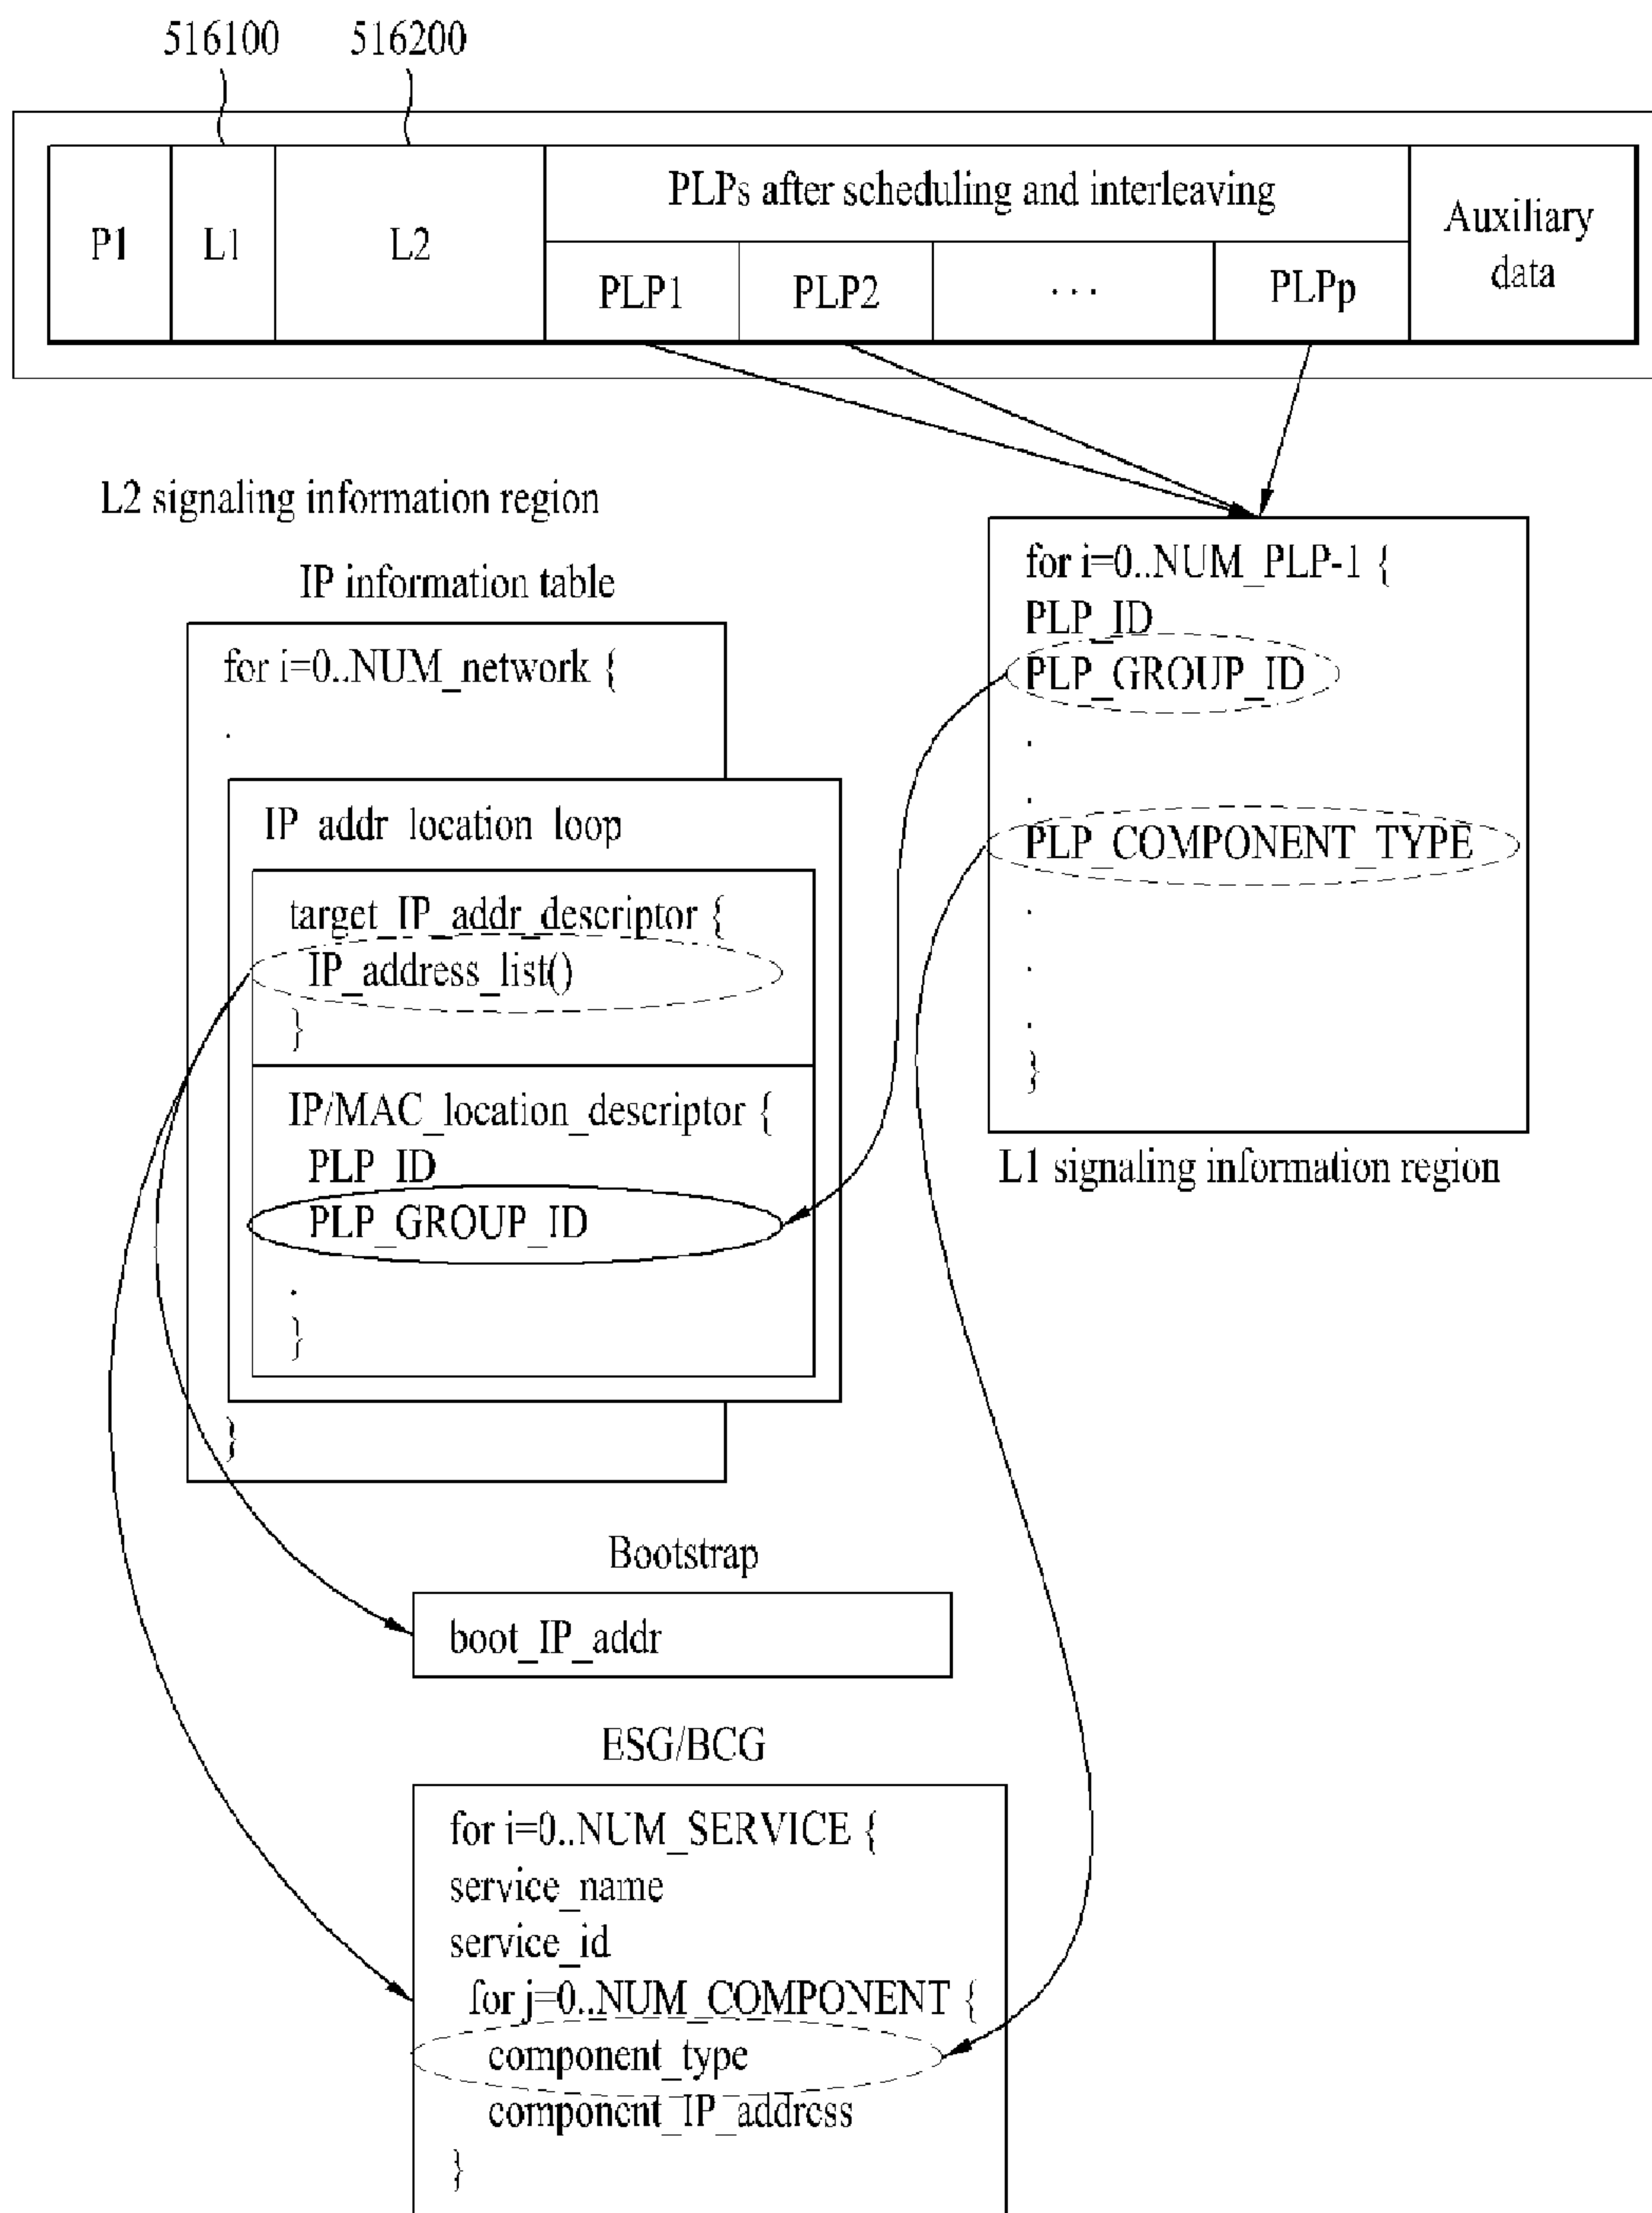 516100 516200
PLPs after scheduling and interleaving
P1 L1 L2
Auxiliary
data
PLP1 PLP2 . . . PLPp
L2 signaling information region
IP information table
for i=0..NUM_network {
.
IP_addr_location_loop
target_IP_addr_descriptor {
IP_address_list()
}
IP/MAC_location_descriptor {
PLP_ID
PLP_GROUP_ID
.
}
}
for i=0..NUM_PLP-1 {
PLP_ID
PLP_GROUP_ID
.
.
PLP_COMPONENT_TYPE
.
.
.
}
L1 signaling information region
Bootstrap
boot_IP_addr
ESG/BCG
for i=0..NUM_SERVICE {
service_name
service_id
for j=0..NUM_COMPONENT {
component_type
component_IP_address
}